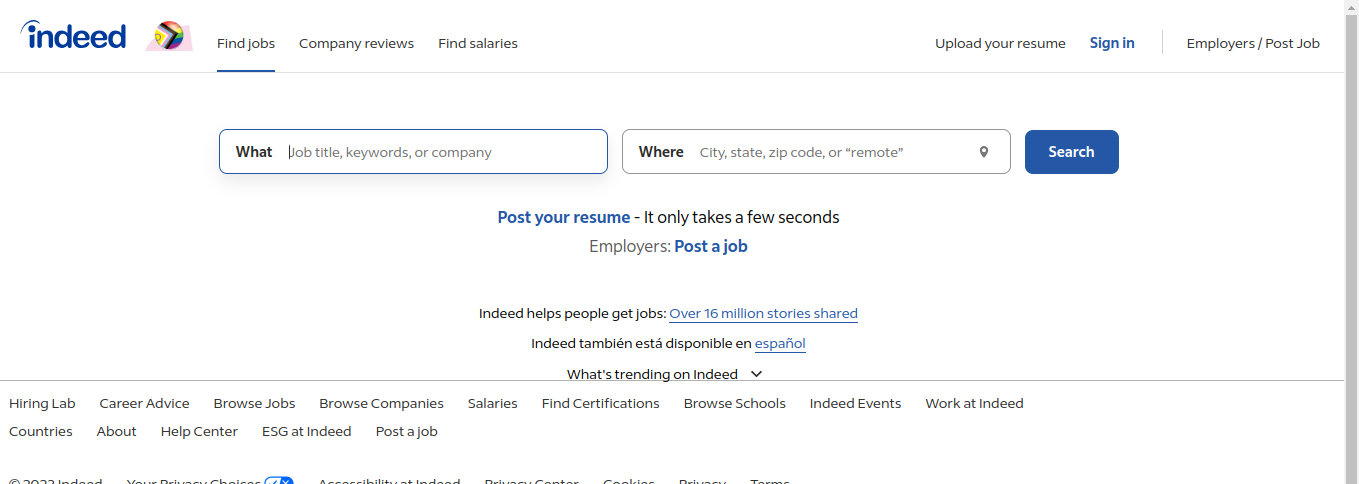 indeed Find jobs Company reviews Find salaries Upload your resume Sign in Employers / Post Job
What Job title, keywords, or company Where City, state, zip code, or “remote” Search
Post your resume - It only takes a few seconds
Employers: Post a job
Indeed helps people get jobs: Over 16 million stories shared
Indeed también está disponible en español
What's trending on Indeed
Hiring Lab Career Advice Browse Jobs Browse Companies Salaries Find Certifications Browse Schools Indeed Events Work at Indeed
Countries About Help Center ESG at Indeed Post a job
© 2023 Indeed Your Privacy Choices Accessibility at Indeed Privacy Center Cookies Privacy Terms